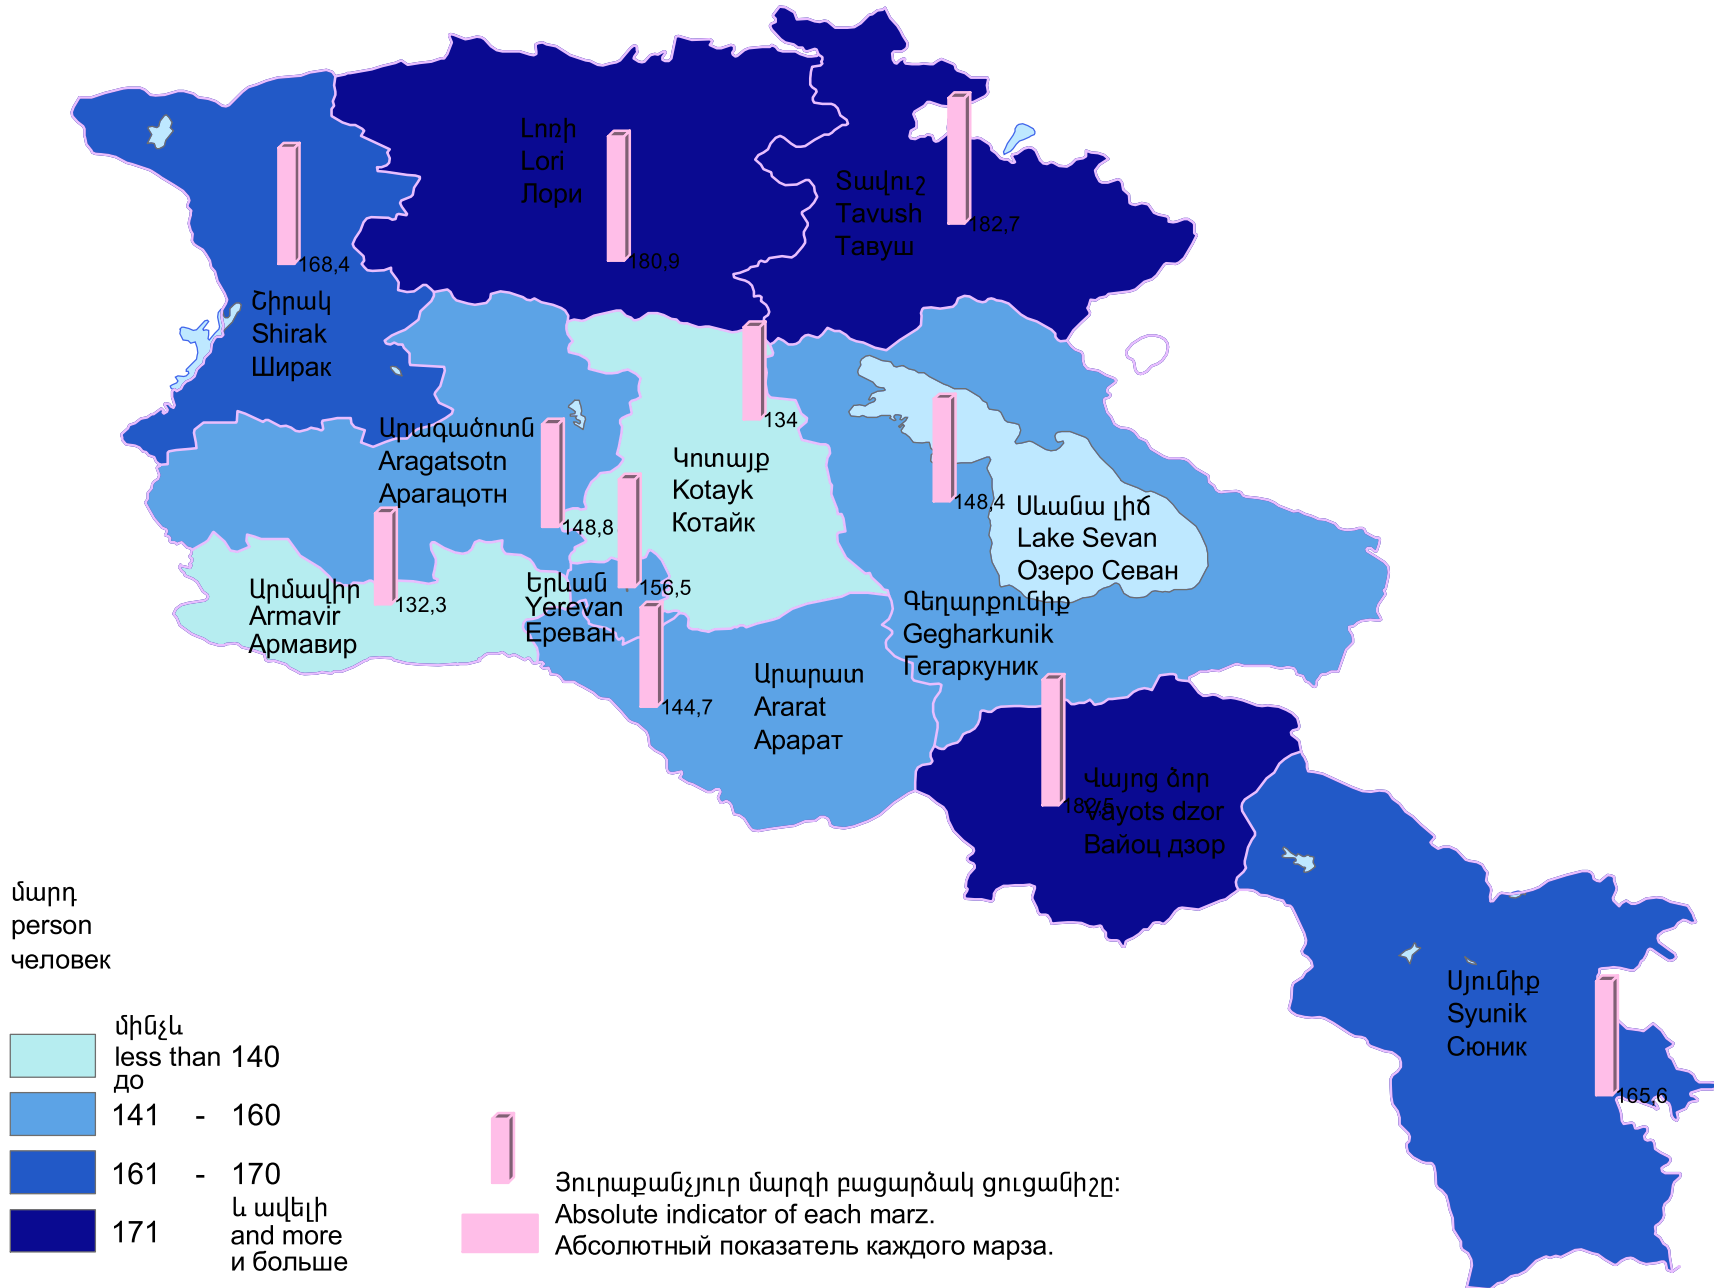 Լոռի
Lori
Лори
180,9
Տավուշ
Tavush
Тавуш
182,7
168,4
Շիրակ
Shirak
Ширак
134
Արագածոտն
Aragatsotn
Арагацотн
148,8
Կոտայք
Kotayk
Котайк
148,4
Սևանա լիճ
Lake Sevan
Озеро Севан
Արմավիր
Armavir
Армавир
132,3
Երևան
Yerevan
Ереван
156,5
Գեղարքունիք
Gegharkunik
Гегаркуник
144,7
Արարատ
Ararat
Арарат
Վայոց ձոր
Vayots dzor
Вайоц дзор
182,5
Սյունիք
Syunik
Сюник
165,6
մարդ
person
человек
մինչև
less than 140
до
141 - 160
161 - 170
171
և ավելի
and more
и больше
Յուրաքանչյուր մարզի բացարձակ ցուցանիշը:
Absolute indicator of each marz.
Абсолютный показатель каждого марза.